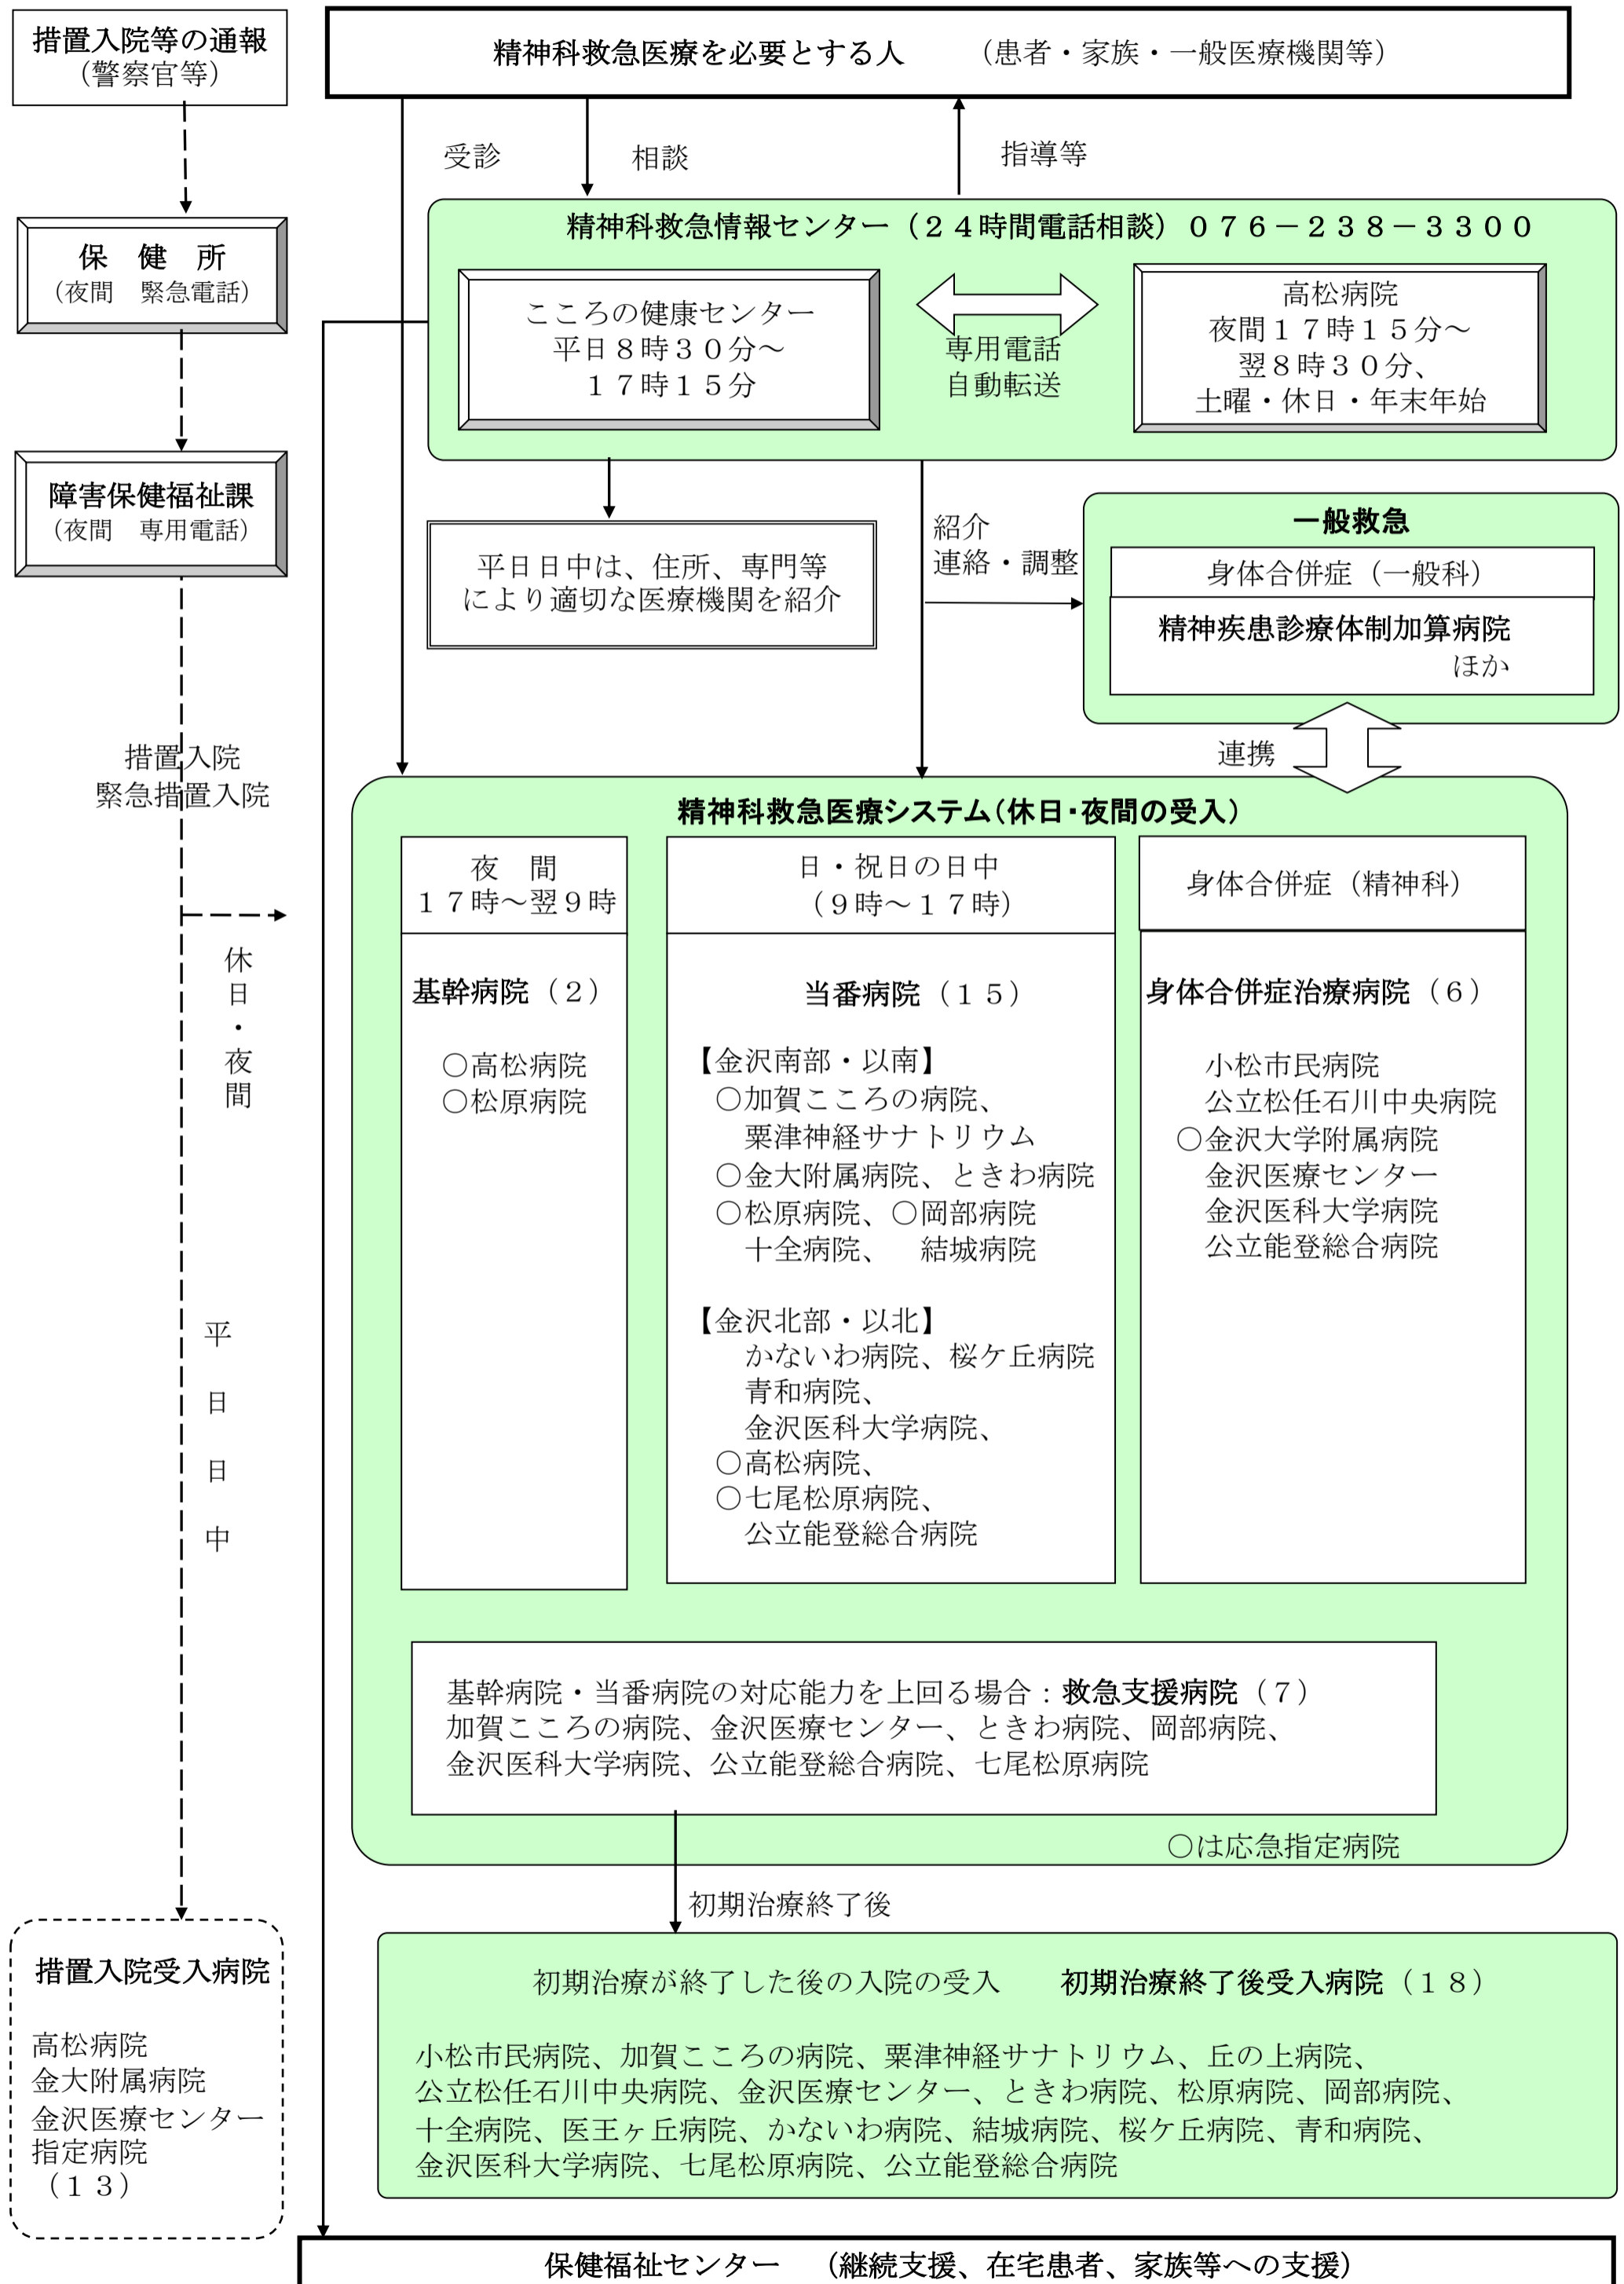 措置入院等の通報
（警察官等）
精神科救急医療を必要とする人　　（患者・家族・一般医療機関等）
受診
相談
指導等
保　健　所
（夜間　緊急電話）
障害保健福祉課
（夜間　専用電話）
精神科救急情報センター（２４時間電話相談）０７６－２３８－３３００
こころの健康センター
平日８時３０分～
１７時１５分
専用電話
自動転送
高松病院
夜間１７時１５分～
翌８時３０分、
土曜・休日・年末年始
平日日中は、住所、専門等
により適切な医療機関を紹介
紹介
連絡・調整
一般救急
身体合併症（一般科）
精神疾患診療体制加算病院
ほか
連携
措置入院
緊急措置入院
休日・夜間
平日日中
精神科救急医療システム（休日・夜間の受入）
夜　間
１７時～翌９時
基幹病院（２）
○高松病院
○松原病院
日・祝日の日中
（９時～１７時）
当番病院（１５）
【金沢南部・以南】
○加賀こころの病院、
粟津神経サナトリウム
○金大附属病院、ときわ病院
○松原病院、○岡部病院
十全病院、　結城病院
【金沢北部・以北】
かないわ病院、桜ケ丘病院
青和病院、
金沢医科大学病院、
○高松病院、
○七尾松原病院、
公立能登総合病院
身体合併症（精神科）
身体合併症治療病院（６）
小松市民病院
公立松任石川中央病院
○金沢大学附属病院
金沢医療センター
金沢医科大学病院
公立能登総合病院
基幹病院・当番病院の対応能力を上回る場合：救急支援病院（７）
加賀こころの病院、金沢医療センター、ときわ病院、岡部病院、
金沢医科大学病院、公立能登総合病院、七尾松原病院
○は応急指定病院
初期治療終了後
措置入院受入病院
高松病院
金大附属病院
金沢医療センター
指定病院
（１３）
初期治療が終了した後の入院の受入　　初期治療終了後受入病院（１８）
小松市民病院、加賀こころの病院、粟津神経サナトリウム、丘の上病院、
公立松任石川中央病院、金沢医療センター、ときわ病院、松原病院、岡部病院、
十全病院、医王ヶ丘病院、かないわ病院、結城病院、桜ケ丘病院、青和病院、
金沢医科大学病院、七尾松原病院、公立能登総合病院
保健福祉センター　（継続支援、在宅患者、家族等への支援）